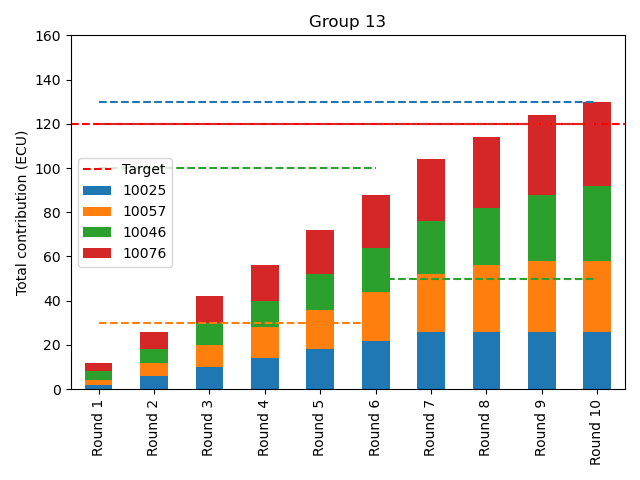 Group 13
Total contribution (ECU)
160
140
120
100
80
60
40
20
0
Target
10025
10057
10046
10076
Round 1
Round 2
Round 3
Round 4
Round 5
Round 6
Round 7
Round 8
Round 9
Round 10